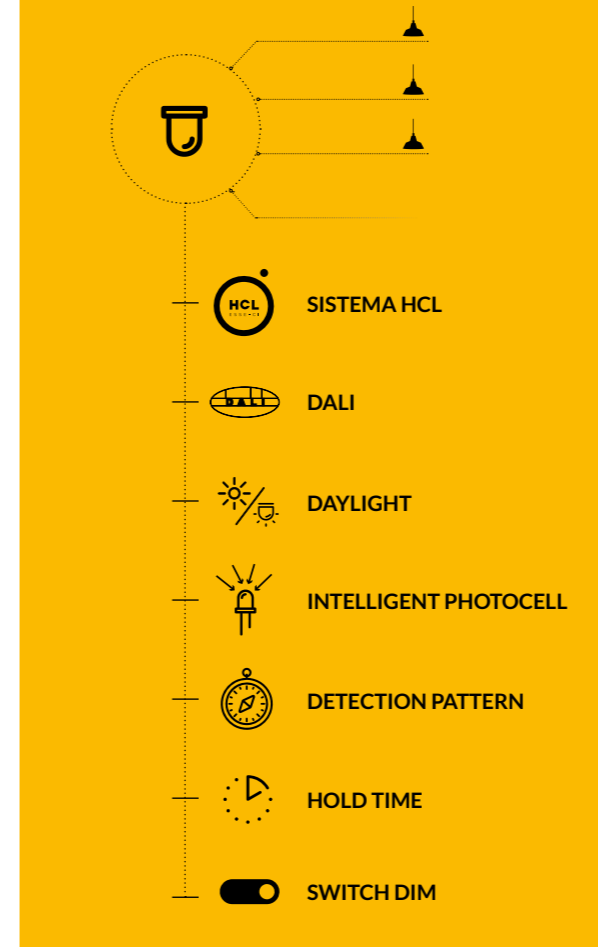 HCL
SISTEMA HCL
DALI
DALI
DAYLIGHT
INTELLIGENT PHOTOCELL
DETECTION PATTERN
HOLD TIME
SWITCH DIM